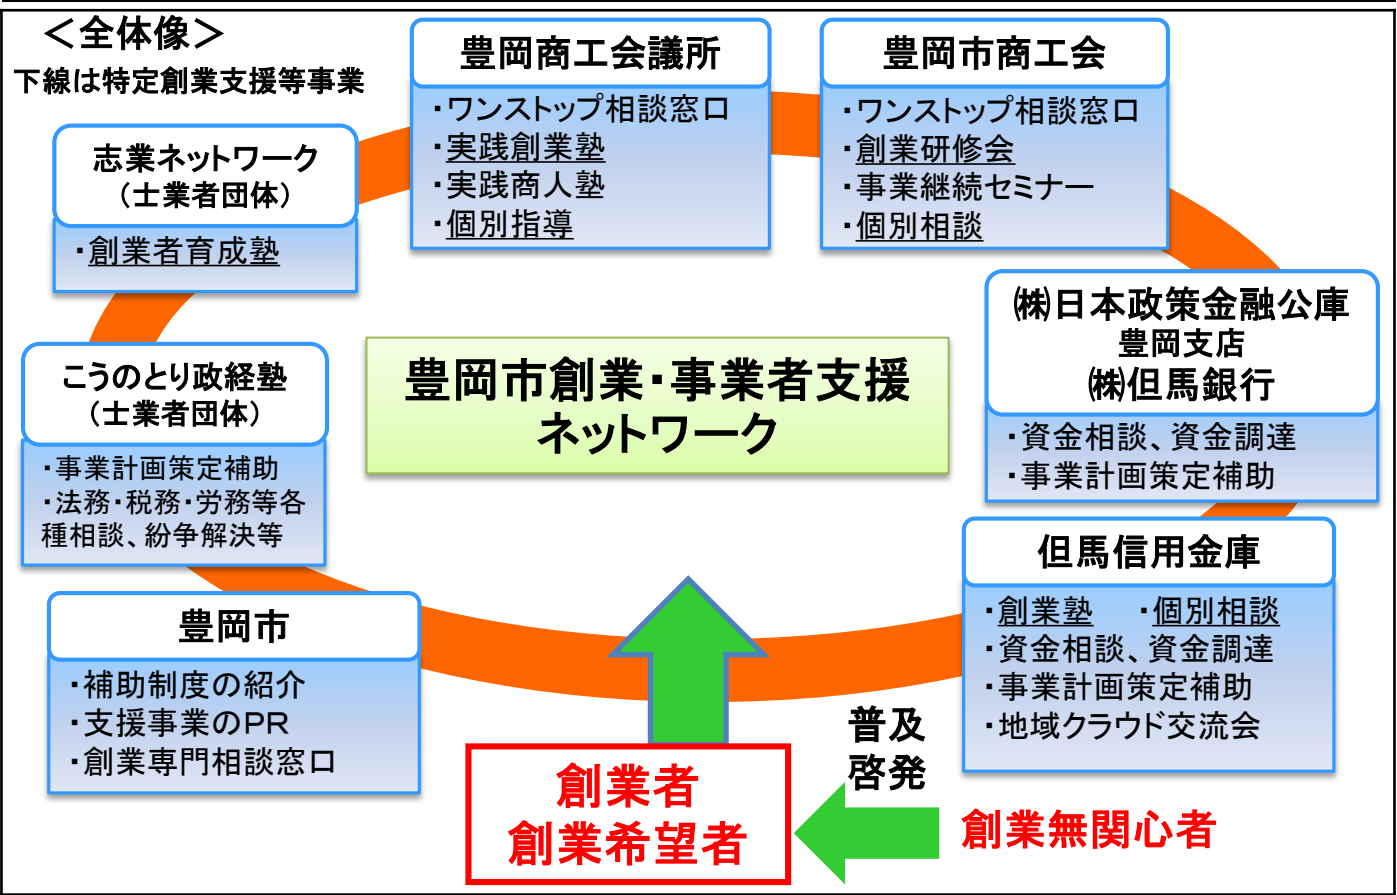 ＜全体像＞
下線は特定創業支援等事業
豊岡商工会議所
・ワンストップ相談窓口
・実践創業塾
・実践商人塾
・個別指導
豊岡市商工会
・ワンストップ相談窓口
・創業研修会
・事業継続セミナー
・個別相談
志業ネットワーク
（士業者団体）
・創業者育成塾
㈱日本政策金融公庫
豊岡支店
㈱但馬銀行
・資金相談、資金調達
・事業計画策定補助
こうのとり政経塾
（士業者団体）
・事業計画策定補助
・法務・税務・労務等各
種相談、紛争解決等
豊岡市創業・事業者支援
ネットワーク
但馬信用金庫
・創業塾　・個別相談
・資金相談、資金調達
・事業計画策定補助
・地域クラウド交流会
豊岡市
・補助制度の紹介
・支援事業のPR
・創業専門相談窓口
普及
啓発
創業者
創業希望者
創業無関心者